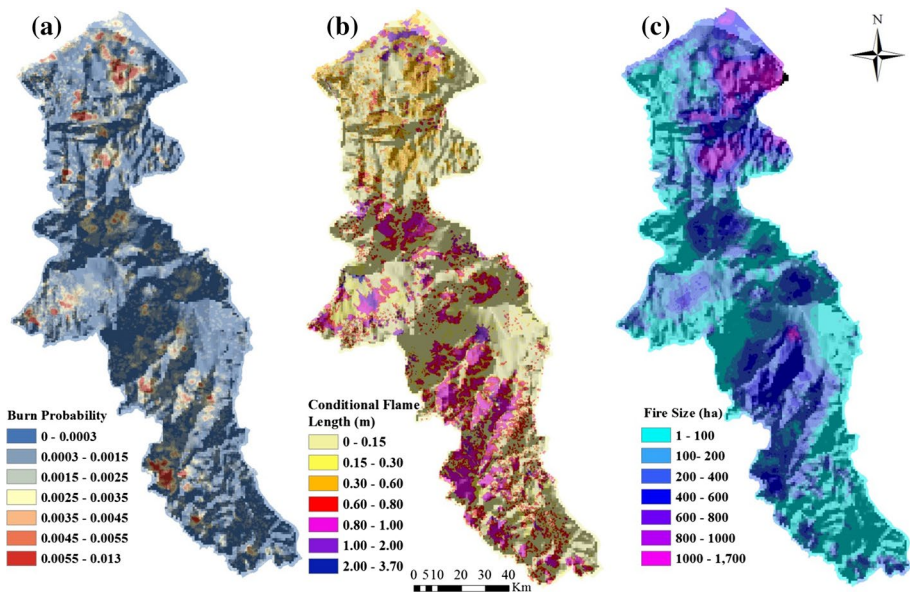 (a)
(b)
(c)
N
Burn Probability
0 - 0.0003
0.0003 - 0.0015
0.0015 - 0.0025
0.0025 - 0.0035
0.0035 - 0.0045
0.0045 - 0.0055
0.0055 - 0.013
Conditional Flame
Length (m)
0 - 0.15
0.15 - 0.30
0.30 - 0.60
0.60 - 0.80
0.80 - 1.00
1.00 - 2.00
2.00 - 3.70
Fire Size (ha)
1 - 100
100- 200
200 - 400
400 - 600
600 - 800
800 - 1000
1000 - 1,700
0 5 10 20 30 40
Km